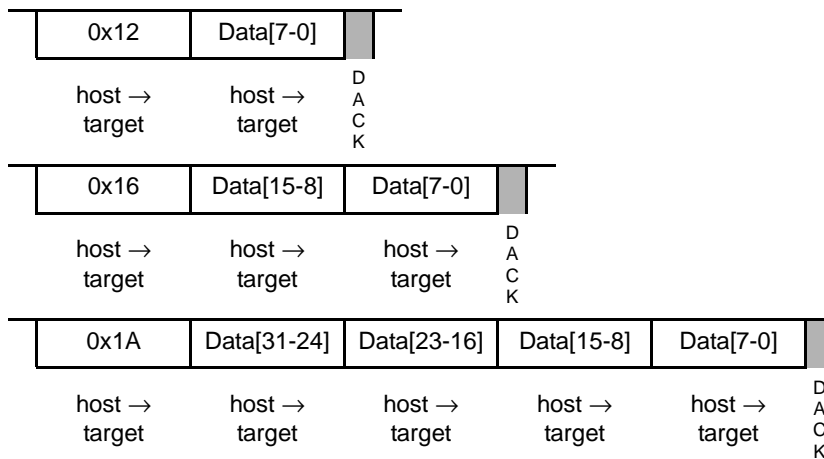 0x12 Data[7-0]
host → host →
target target
D
A
C
K
0x16 Data[15-8] Data[7-0]
host → host → host →
target target target
D
A
C
K
0x1A Data[31-24] Data[23-16] Data[15-8] Data[7-0]
host → host → host → host → host →
target target target target target
D
A
C
K